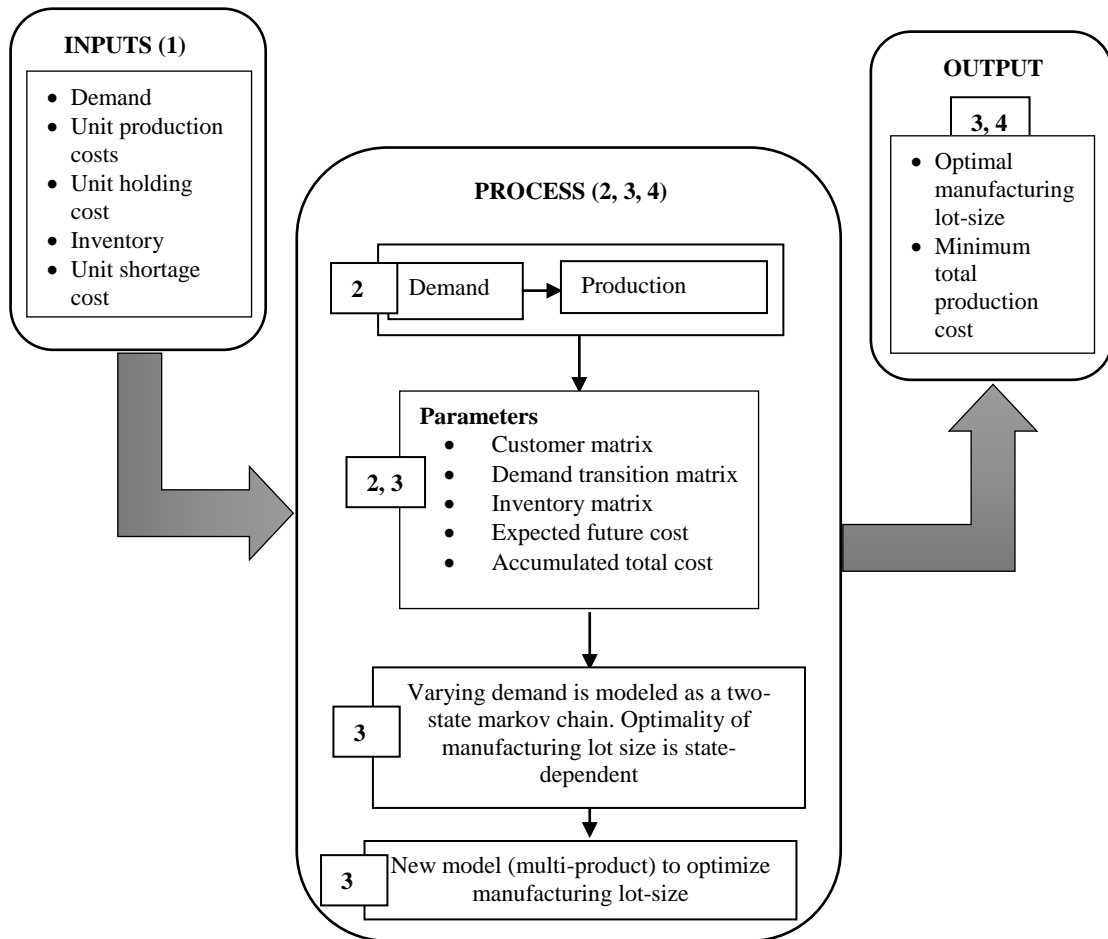 INPUTS (1)
• Demand
• Unit production
costs
• Unit holding
cost
• Inventory
• Unit shortage
cost
PROCESS (2, 3, 4)
2
Demand
Production
Parameters
• Customer matrix
• Demand transition matrix
• Inventory matrix
• Expected future cost
• Accumulated total cost
2, 3
Varying demand is modeled as a two-
state markov chain. Optimality of
manufacturing lot size is state-
dependent
3
New model (multi-product) to optimize
manufacturing lot-size
3
OUTPUT
3, 4
• Optimal
manufacturing
lot-size
• Minimum
total
production
cost